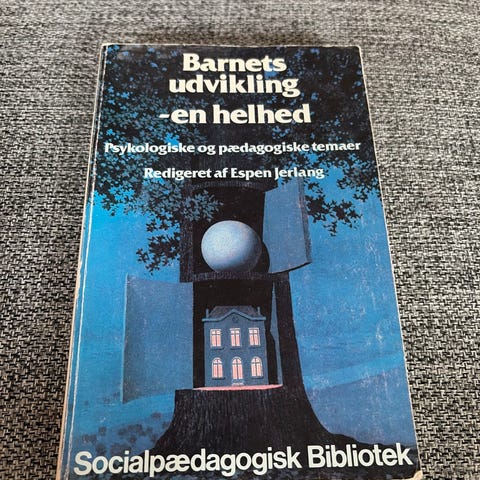 Barnets
udvikling
-en helhed
Psykologiske og pædagogiske temaer
Redigeret af Espen Jerlang
Socialpædagogisk Bibliotek